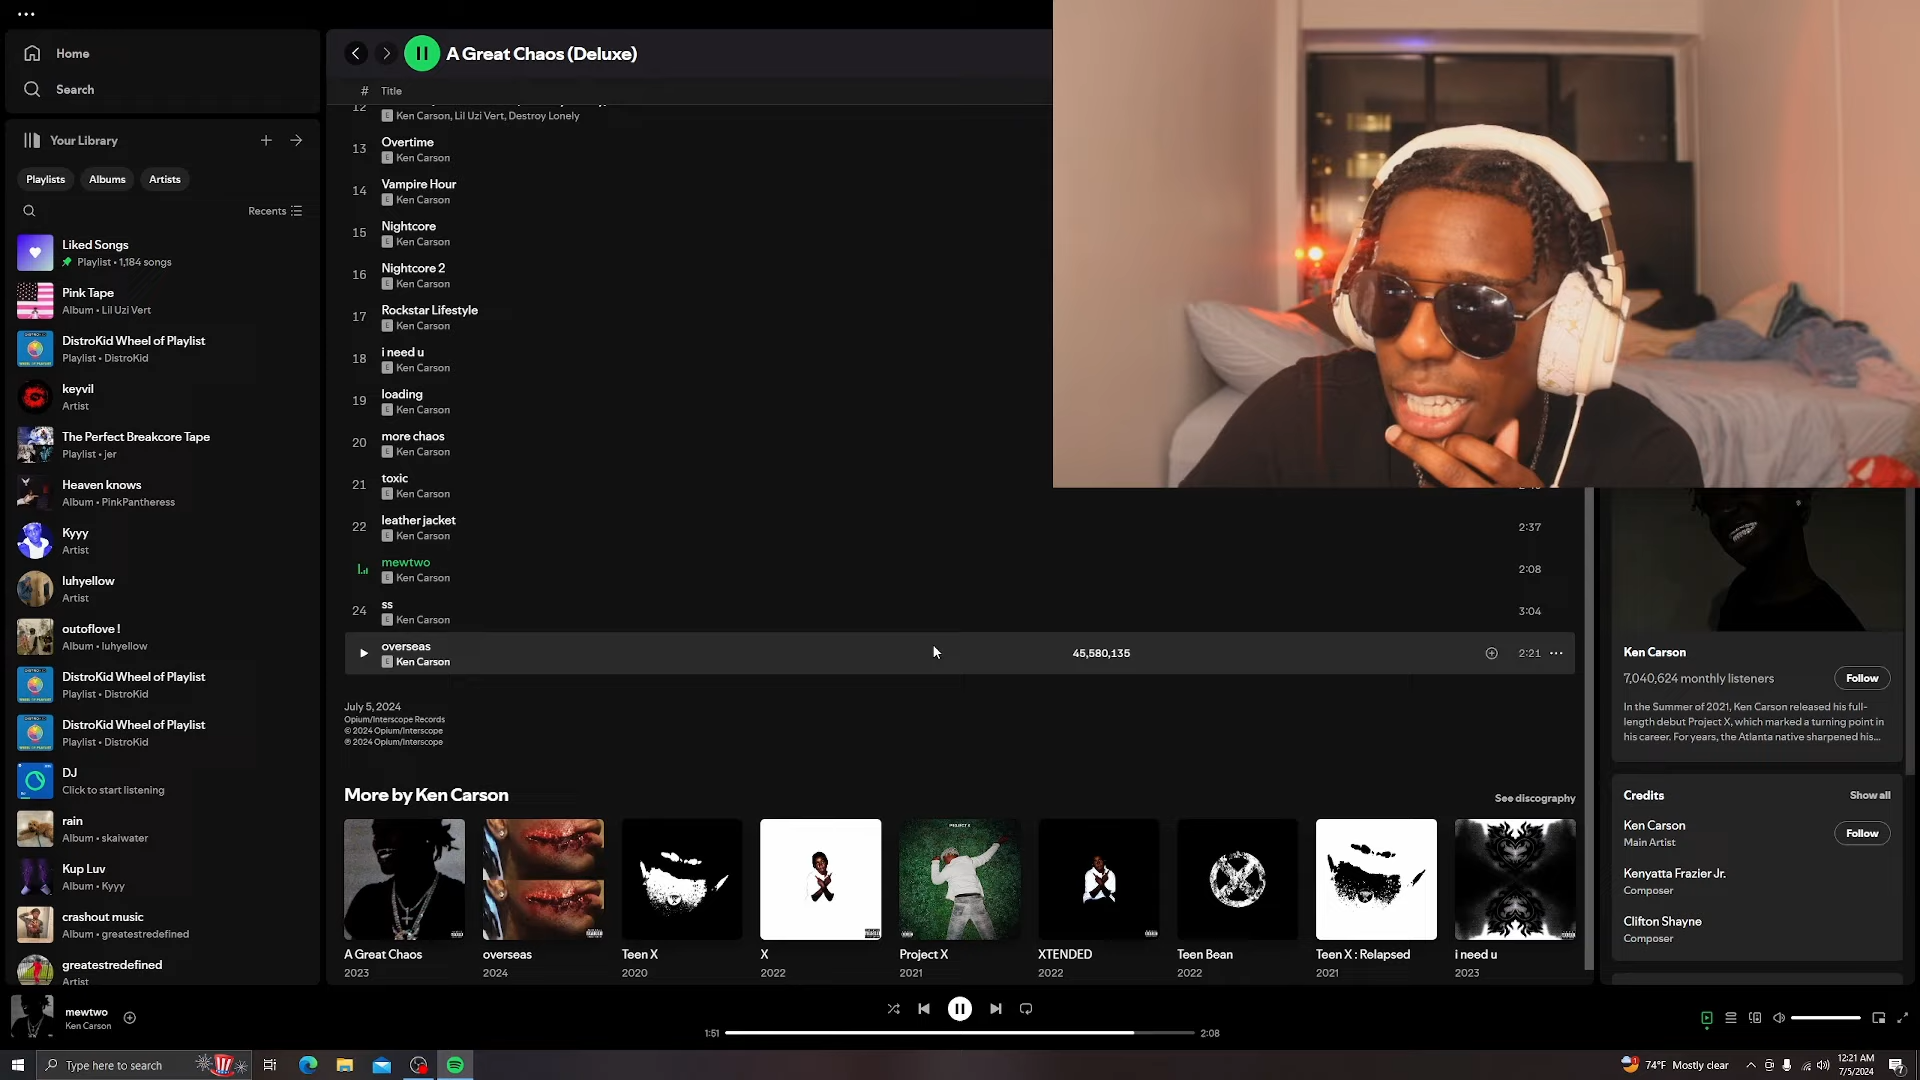 Home
Search
Your Library
Playlists
Albums
Artists
Recents
Liked Songs
Playlist • 1,184 songs
Pink Tape
Album • Lil Uzi Vert
DistroKid Wheel of Playlist
Playlist • DistroKid
keyvil
Artist
The Perfect Breakcore Tape
Playlist • jer
Heaven knows
Album • PinkPantheress
Kyyy
Artist
luhyellow
Artist
outoflove !
Album • luhyellow
DistroKid Wheel of Playlist
Playlist • DistroKid
DistroKid Wheel of Playlist
Playlist • DistroKid
DJ
Click to start listening
rain
Album • skaiwater
Kup Luv
Album • Kyyy
crashout music
Album • greatestredefined
greatestredefined
Artist
A Great Chaos (Deluxe)
# Title
12
E Ken Carson, Lil Uzi Vert, Destroy Lonely
13 Overtime
E Ken Carson
14 Vampire Hour
E Ken Carson
15 Nightcore
E Ken Carson
16 Nightcore 2
E Ken Carson
17 Rockstar Lifestyle
E Ken Carson
18 i need u
E Ken Carson
19 loading
E Ken Carson
20 more chaos
E Ken Carson
21 toxic
E Ken Carson
22 leather jacket 2:37
E Ken Carson
mewtwo 2:08
E Ken Carson
24 ss 3:04
E Ken Carson
overseas 45,580,135 2:21
E Ken Carson
July 5, 2024
Opium/Interscope Records
© 2024 Opium/Interscope
℗ 2024 Opium/Interscope
More by Ken Carson
See discography
A Great Chaos
2023
overseas
2024
Teen X
2020
X
2022
Project X
2021
XTENDED
2022
Teen Bean
2022
Teen X : Relapsed
2021
i need u
2023
Ken Carson
7,040,624 monthly listeners
Follow
In the Summer of 2021, Ken Carson released his full-
length debut Project X, which marked a turning point in
his career. For years, the Atlanta native sharpened his...
Credits
Show all
Ken Carson
Main Artist
Follow
Kenyatta Frazier Jr.
Composer
Clifton Shayne
Composer
mewtwo
Ken Carson
1:51
2:08
Type here to search
74°F Mostly clear
12:21 AM
7/5/2024